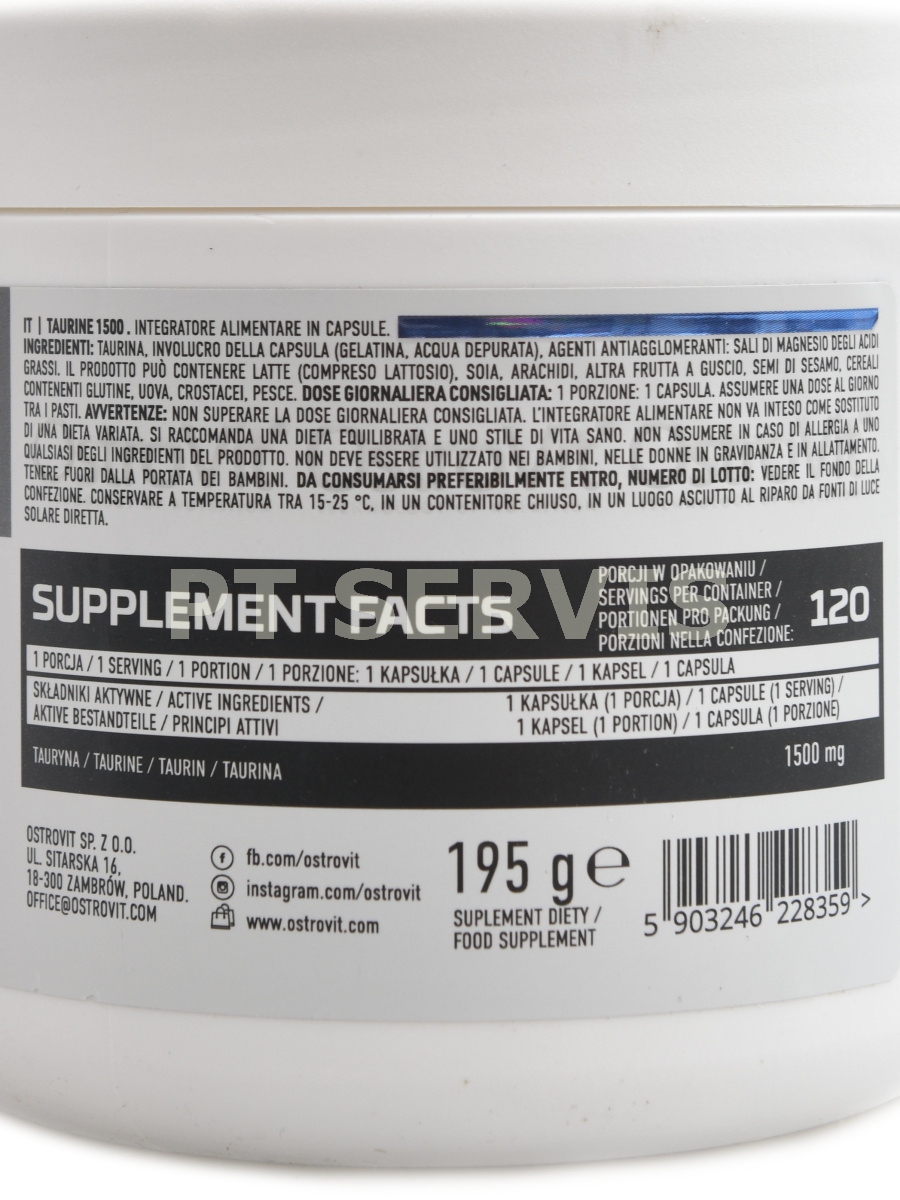 IT | TAURINE 1500 . INTEGRATORE ALIMENTARE IN CAPSULE.
INGREDIENTI: TAURINA, INVOLUCRO DELLA CAPSULA (GELATINA, ACQUA DEPURATA), AGENTI ANTIAGGLOMERANTI: SALI DI MAGNESIO DEGLI ACIDI
GRASSI. IL PRODOTTO PUÒ CONTENERE LATTE (COMPRESO LATTOSIO), SOIA, ARACHIDI, ALTRA FRUTTA A GUSCIO, SEMI DI SESAMO, CEREALI
CONTENENTI GLUTINE, UOVA, CROSTACEI, PESCE. DOSE GIORNALIERA CONSIGLIATA: 1 PORZIONE: 1 CAPSULA. ASSUMERE UNA DOSE AL GIORNO
TRA I PASTI. AVVERTENZE: NON SUPERARE LA DOSE GIORNALIERA CONSIGLIATA. L'INTEGRATORE ALIMENTARE NON VA INTESO COME SOSTITUTO
DI UNA DIETA VARIATA. SI RACCOMANDA UNA DIETA EQUILIBRATA E UNO STILE DI VITA SANO. NON ASSUMERE IN CASO DI ALLERGIA A UNO
QUALSIASI DEGLI INGREDIENTI DEL PRODOTTO. NON DEVE ESSERE UTILIZZATO NEI BAMBINI, NELLE DONNE IN GRAVIDANZA E IN ALLATTAMENTO.
TENERE FUORI DALLA PORTATA DEI BAMBINI. DA CONSUMARSI PREFERIBILMENTE ENTRO, NUMERO DI LOTTO: VEDERE IL FONDO DELLA
CONFEZIONE. CONSERVARE A TEMPERATURA TRA 15-25 °C, IN UN CONTENITORE CHIUSO, IN UN LUOGO ASCIUTTO AL RIPARO DA FONTI DI LUCE
SOLARE DIRETTA.
SUPPLEMENT FACTS
PORCJI W OPAKOWANIU /
SERVINGS PER CONTAINER /
PORTIONEN PRO PACKUNG /
PORZIONI NELLA CONFEZIONE:
120
PT SERVIS
1 PORCJA / 1 SERVING / 1 PORTION / 1 PORZIONE: 1 KAPSUŁKA / 1 CAPSULE / 1 KAPSEL / 1 CAPSULA
SKŁADNIKI AKTYWNE / ACTIVE INGREDIENTS /
AKTIVE BESTANDTEILE / PRINCIPI ATTIVI
1 KAPSUŁKA (1 PORCJA) / 1 CAPSULE (1 SERVING) /
1 KAPSEL (1 PORTION) / 1 CAPSULA (1 PORZIONE)
TAURYNA / TAURINE / TAURIN / TAURINA
1500 mg
OSTROVIT SP. Z O.O.
UL. SITARSKA 16,
18-300 ZAMBRÓW, POLAND.
OFFICE@OSTROVIT.COM
fb.com/ostrovit
instagram.com/ostrovit
www.ostrovit.com
195 g ℮
SUPLEMENT DIETY /
FOOD SUPPLEMENT
5 903246 228359 >